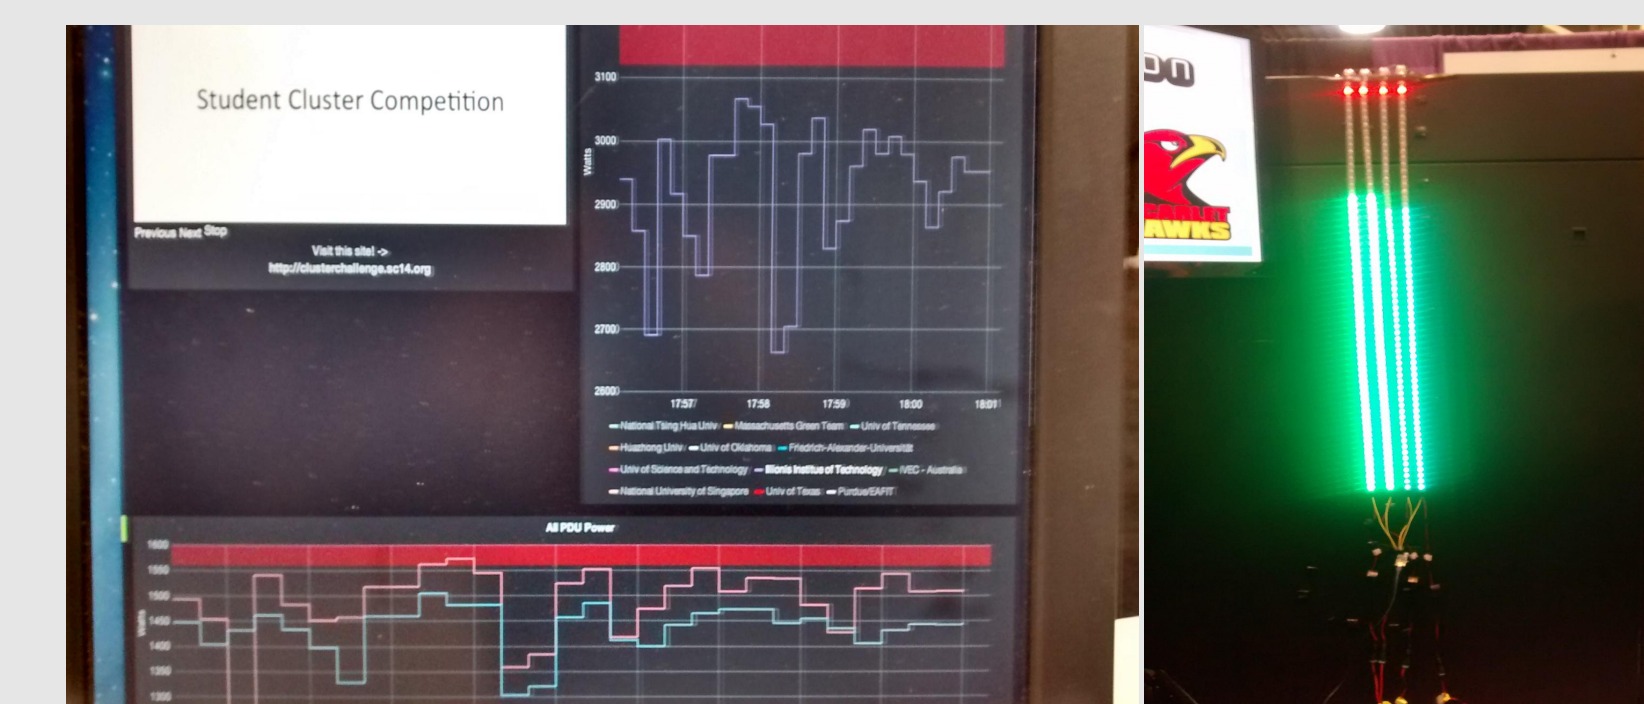 Student Cluster Competition
Previous Next Stop
Visit this site! ->
http://clusterchallenge.sc14.org
Watts
3100
3000
2900
2800
2700
2600
17:57
17:58
17:59
18:00
18:01
National Tsing Hua Univ
Massachusetts Green Team
Univ of Tennessee
Huazhong Univ
Univ of Oklahoma
Friedrich-Alexander-Universität
Univ of Science and Technology
Illionis Institue of Technology
iVEC - Australia
National University of Singapore
Univ of Texas
Purdue/EAFIT
All PDU Power
Watts
1600
1550
1500
1450
1400
1350
1300
ON
SCARLET
HAWKS